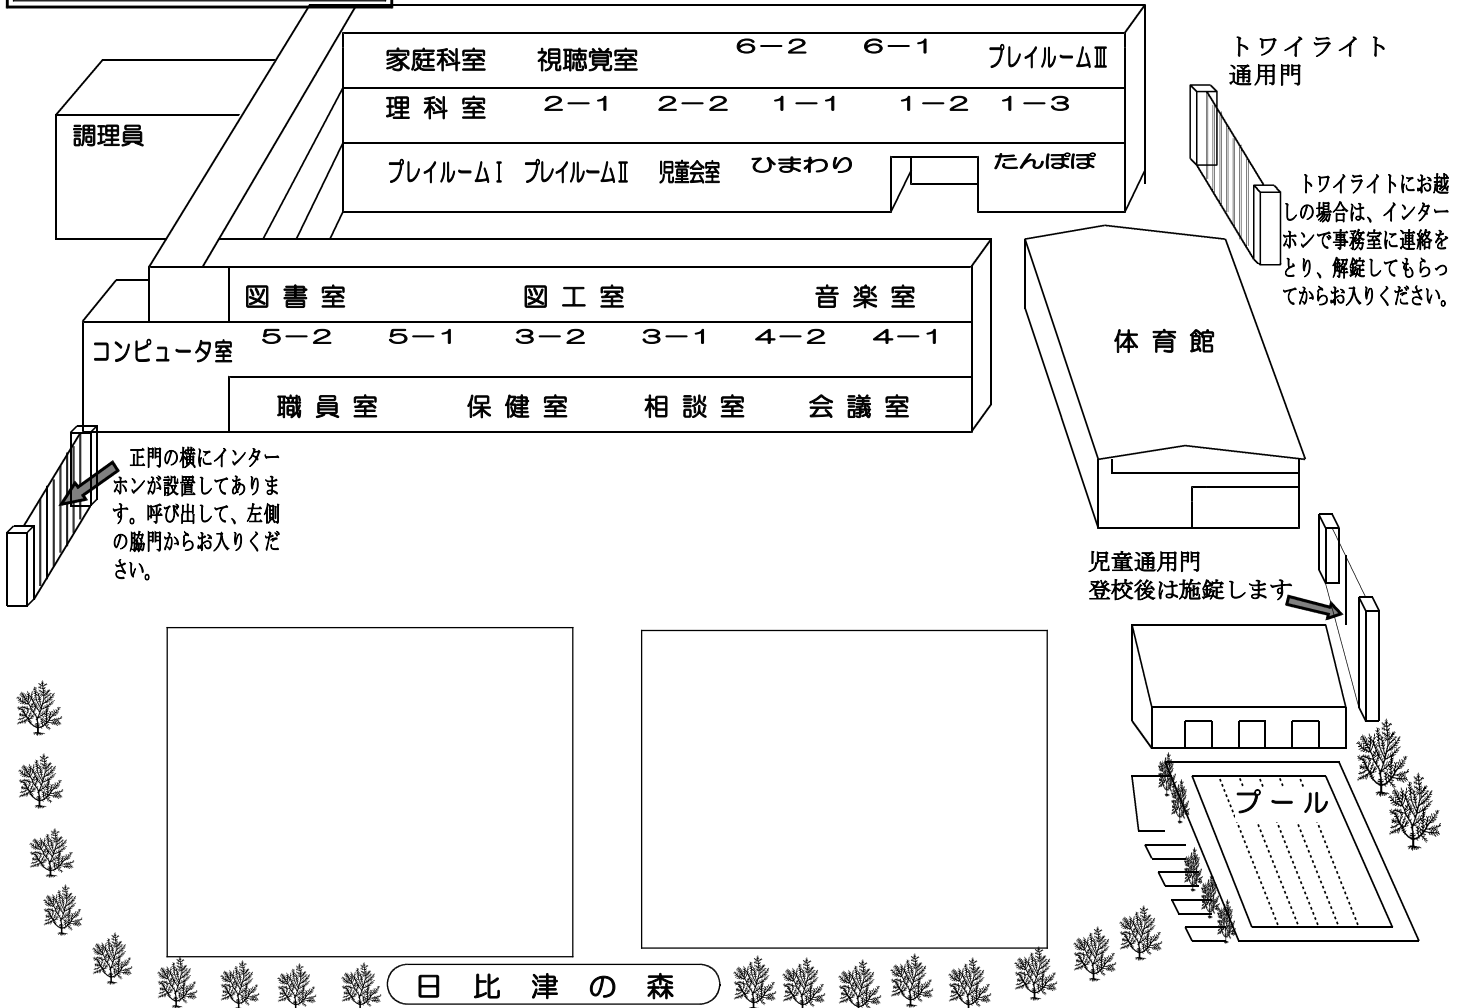 家庭科室 視聴覚室 6－2 6－1 プレイルームⅢ
理科室 2－1 2－2 1－1 1－2 1－3
プレイルームⅠ プレイルームⅡ 児童会室 ひまわり たんぽぽ
調理員
トワイライト
通用門
トワイライトにお越
しの場合は、インター
ホンで事務室に連絡を
とり、解錠してもらっ
てからお入りください。
図書室 図工室 音楽室
コンピュータ室 5－2 5－1 3－2 3－1 4－2 4－1
職員室 保健室 相談室 会議室
体育館
正門の横にインター
ホンが設置してありま
す。呼び出して、左側
の脇門からお入りくだ
さい。
児童通用門
登校後は施錠します
プール
日比津の森